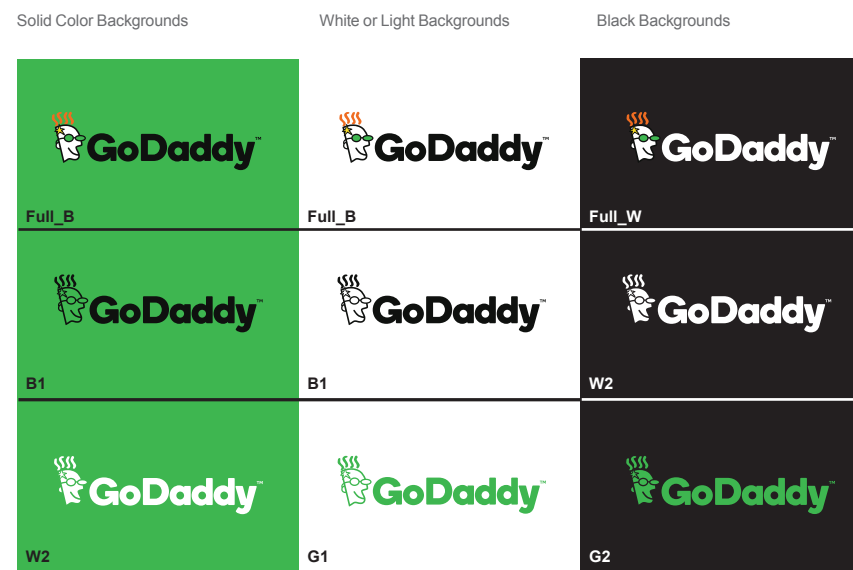 Solid Color Backgrounds
White or Light Backgrounds
Black Backgrounds
GoDaddy™
GoDaddy™
GoDaddy™
Full_B
Full_B
Full_W
GoDaddy™
GoDaddy™
GoDaddy™
B1
B1
W2
GoDaddy™
GoDaddy™
GoDaddy™
W2
G1
G2